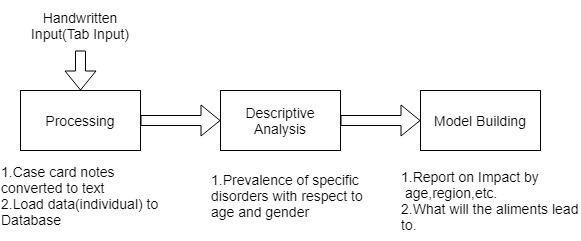 Handwritten
Input(Tab Input)
Processing
Descriptive
Analysis
Model Building
1.Case card notes
converted to text
2.Load data(individual) to
Database
1.Prevalence of specific
disorders with respect to
age and gender
1.Report on Impact by
age,region,etc.
2.What will the aliments lead
to.